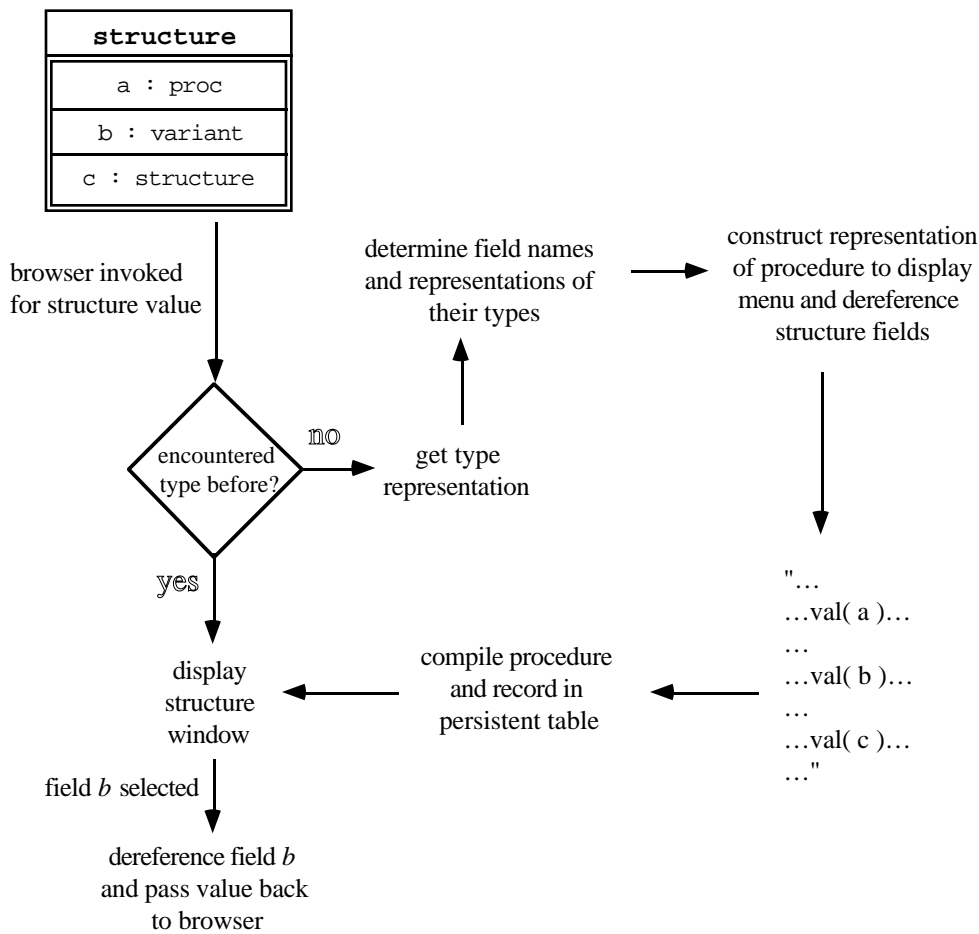 structure
a : proc
b : variant
c : structure
browser invoked
for structure value
determine field names
and representations of
their types
construct representation
of procedure to display
menu and dereference
structure fields
encountered
type before?
no
get type
representation
yes
"…
…val( a )…
…
…val( b )…
…
…val( c )…
…"
compile procedure
and record in
persistent table
display
structure
window
field b selected
dereference field b
and pass value back
to browser